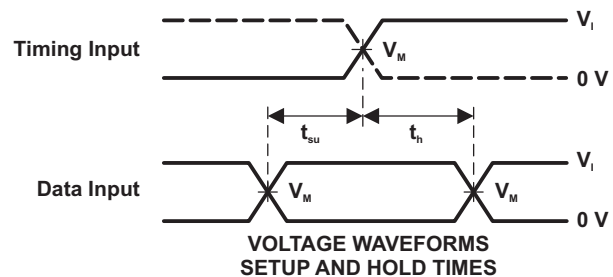 V_I
Timing Input
V_M
0 V
t_su
t_h
V_I
Data Input
V_M
V_M
0 V
VOLTAGE WAVEFORMS
SETUP AND HOLD TIMES